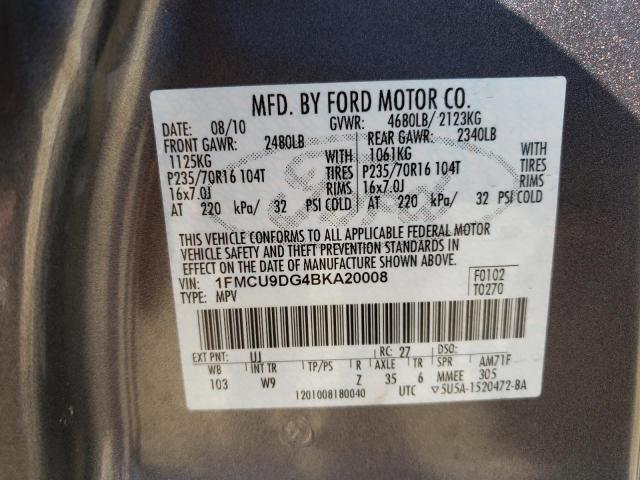 MFD. BY FORD MOTOR CO.
DATE: 08/10 GVWR: 4680LB/ 2123KG
FRONT GAWR: 2480LB REAR GAWR: 2340LB
1125KG WITH 1061KG WITH
P235/70R16 104T TIRES P235/70R16 104T TIRES
16x7.0J RIMS 16x7.0J RIMS
AT 220 kPa/ 32 PSI COLD AT 220 kPa/ 32 PSI COLD
Ford
THIS VEHICLE CONFORMS TO ALL APPLICABLE FEDERAL MOTOR
VEHICLE SAFETY AND THEFT PREVENTION STANDARDS IN
EFFECT ON THE DATE OF MANUFACTURE SHOWN ABOVE.
VIN: 1FMCU9DG4BKA20008 F0102
TYPE: MPV T0270
EXT PNT: UJ RC: 27 DSO:
WB INT TR TP/PS R AXLE TR SPR AM71F
103 W9 Z 35 6 MMEE 305
1201008180040 UTC ▽5U5A-1520472-BA